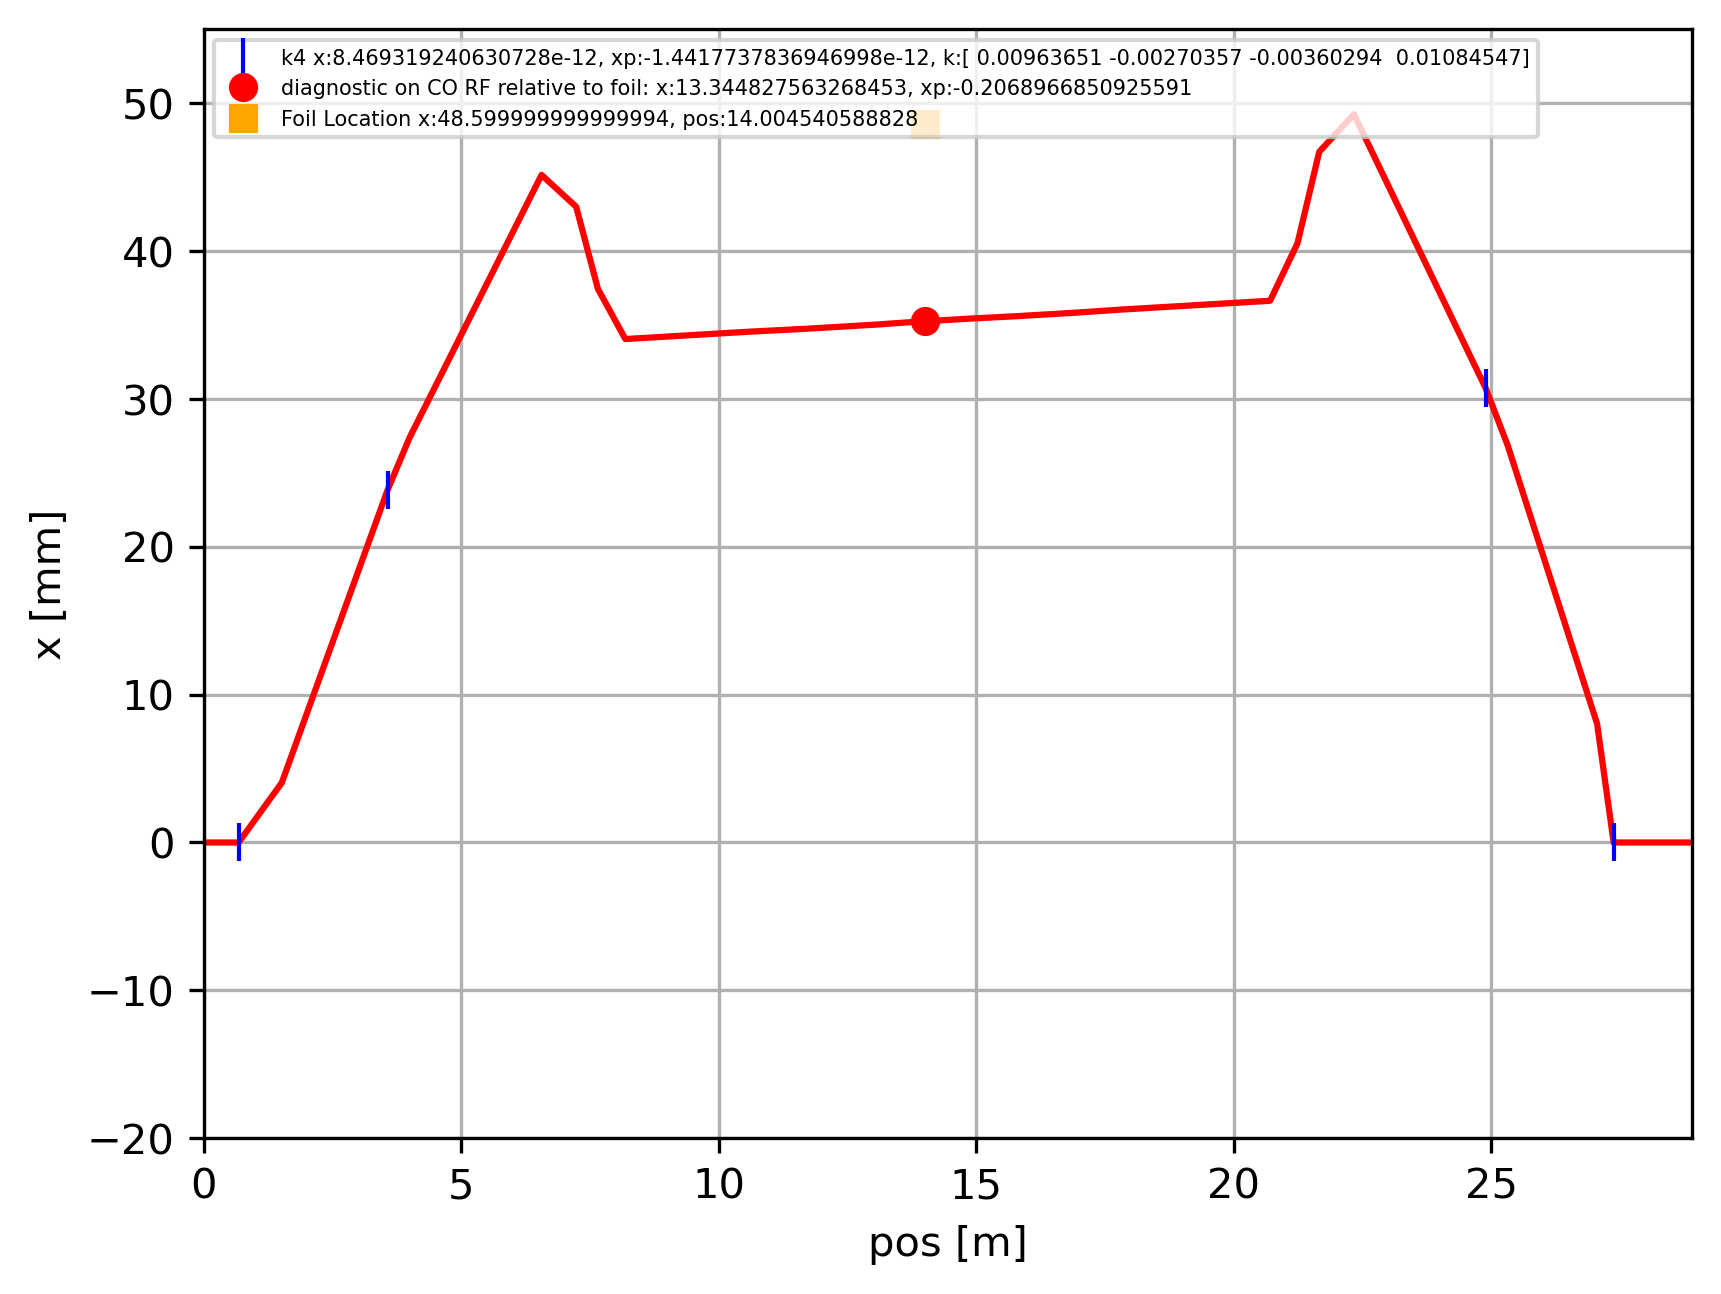 k4 x:8.469319240630728e-12, xp:-1.4417737836946998e-12, k:[ 0.00963651 -0.00270357 -0.00360294  0.01084547]
diagnostic on CO RF relative to foil: x:13.344827563268453, xp:-0.2068966850925591
Foil Location x:48.599999999999994, pos:14.004540588828
50
40
30
20
10
0
−10
−20
x [mm]
0 5 10 15 20 25
pos [m]